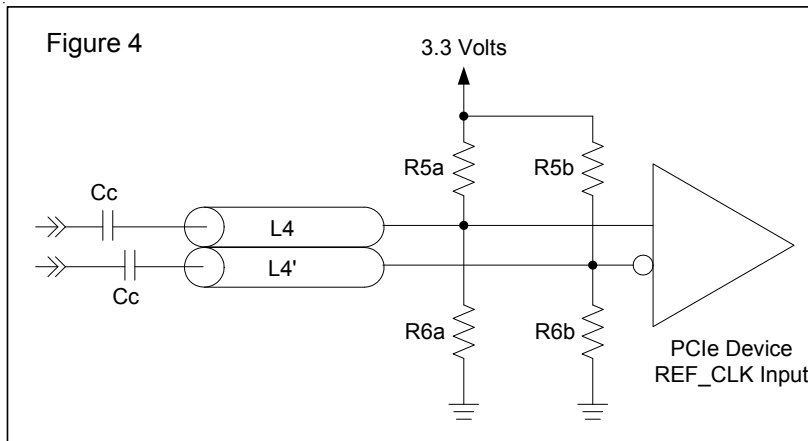 Figure 4
3.3 Volts
R5a
R5b
Cc
L4
L4'
Cc
R6a
R6b
PCIe Device
REF_CLK Input